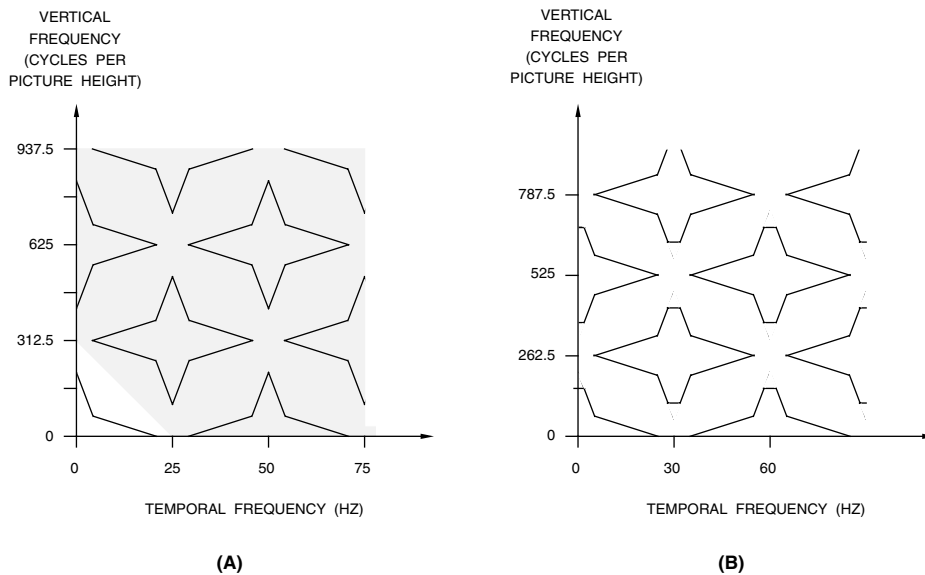 VERTICAL
FREQUENCY
(CYCLES PER
PICTURE HEIGHT)
937.5
625
312.5
0
0
25
50
75
TEMPORAL FREQUENCY (HZ)
(A)
VERTICAL
FREQUENCY
(CYCLES PER
PICTURE HEIGHT)
787.5
525
262.5
0
0
30
60
TEMPORAL FREQUENCY (HZ)
(B)